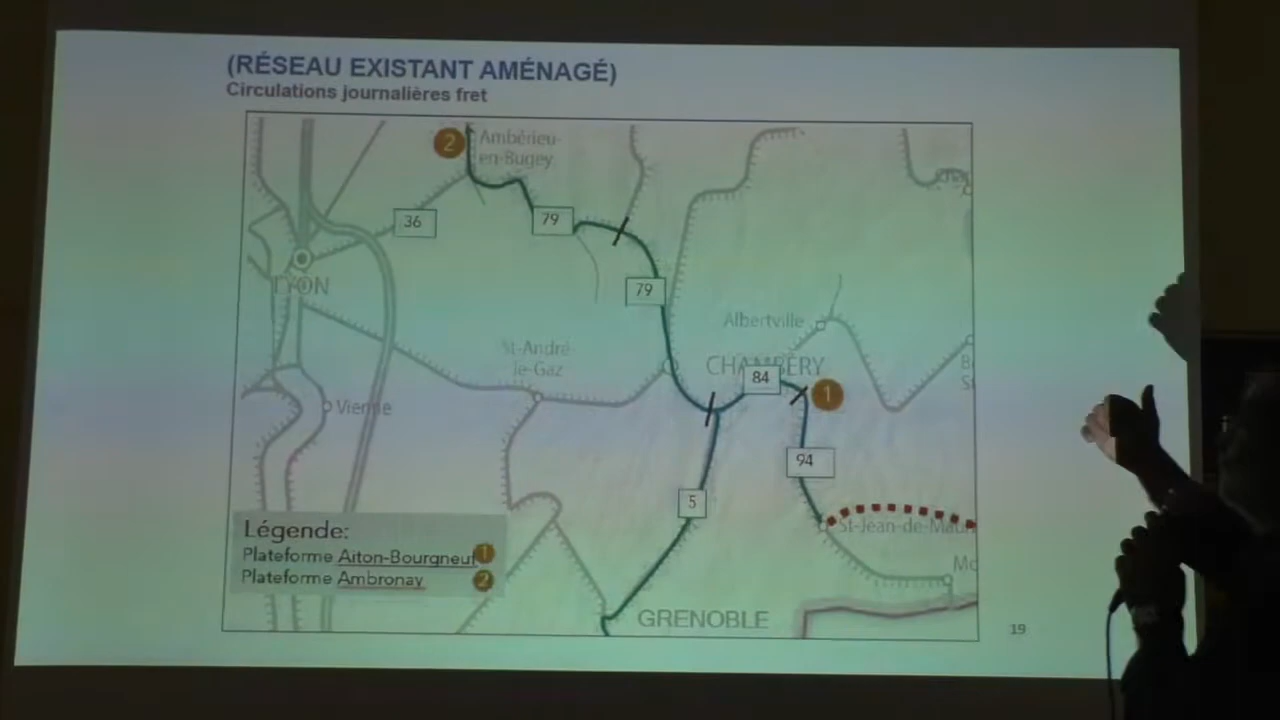 (RÉSEAU EXISTANT AMÉNAGÉ)
Circulations journalières fret
2
Ambérieu-
en-Bugey
36
79
LYON
79
Albertville
St-André-
le-Gaz
CHAMBÉRY
84
1
Vienne
94
5
St-Jean-de-Mau
Légende:
Plateforme Aiton-Bourgneuf 1
Plateforme Ambronay 2
GRENOBLE
19